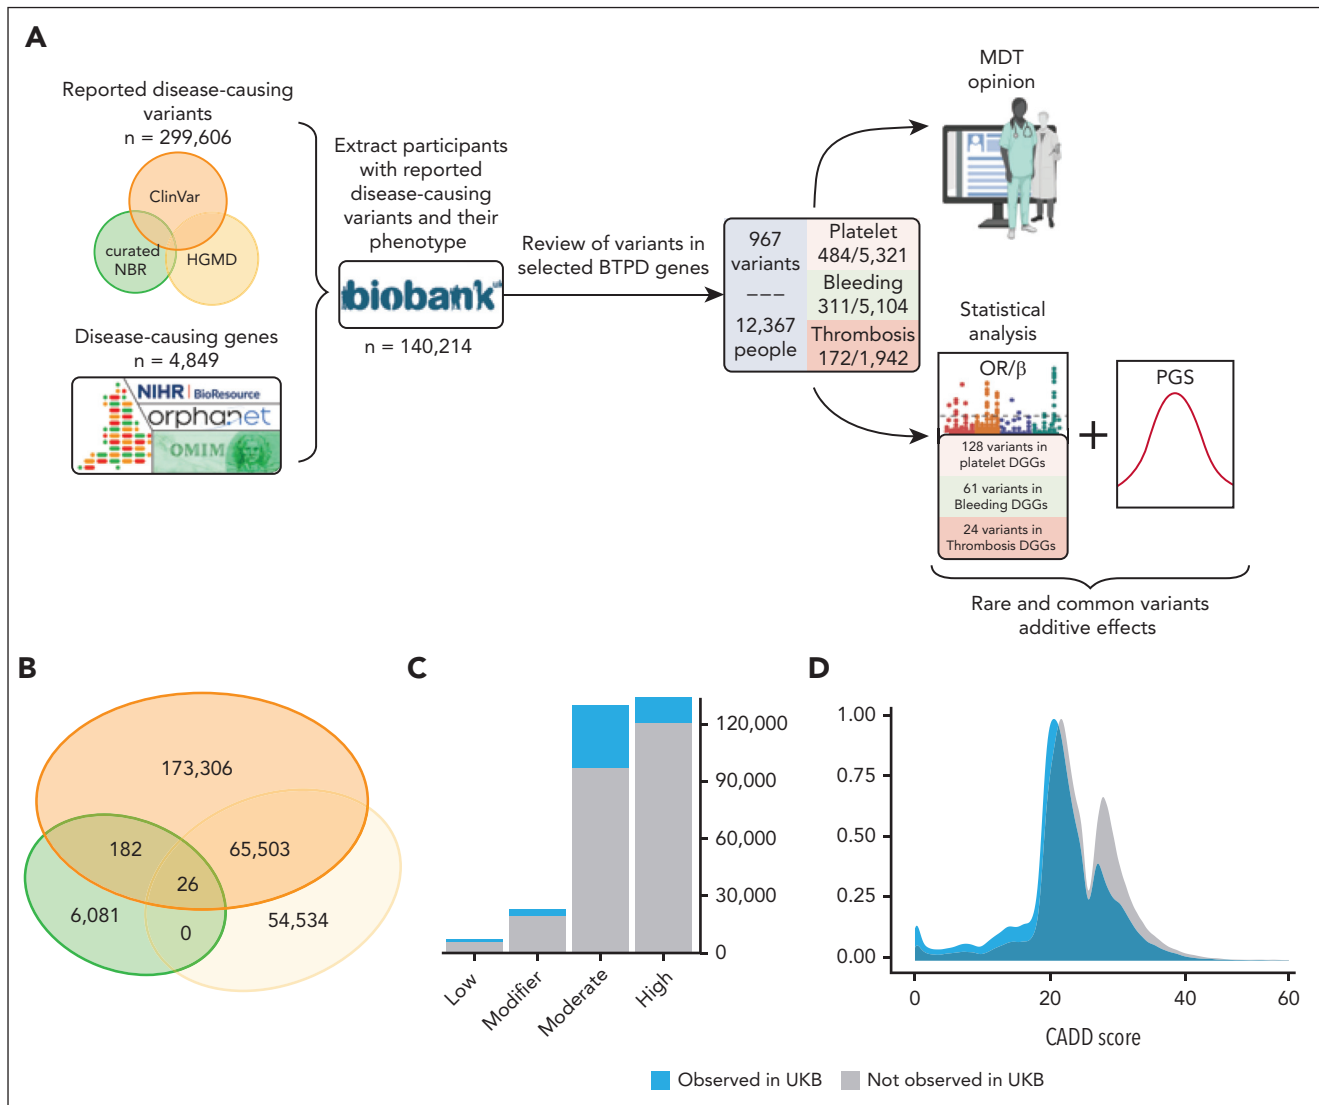 A
Reported disease-causing
variants
n = 299,606
ClinVar
curated
NBR
HGMD
Disease-causing genes
n = 4,849
NIHR | BioResource
orphanet
OMIM
Extract participants
with reported
disease-causing
variants and their
phenotype
biobank uk
n = 140,214
Review of variants in
selected BTPD genes
967
variants
---
12,367
people
Platelet
484/5,321
Bleeding
311/5,104
Thrombosis
172/1,942
MDT
opinion
Statistical
analysis
OR/β
128 variants in
platelet DGGs
61 variants in
Bleeding DGGs
24 variants in
Thrombosis DGGs
+
PGS
Rare and common variants
additive effects
B
173,306
182
65,503
26
6,081
0
54,534
C
120,000
90,000
60,000
30,000
0
Low
Modifier
Moderate
High
D
1.00
0.75
0.50
0.25
0.00
0
20
40
60
CADD score
Observed in UKB
Not observed in UKB